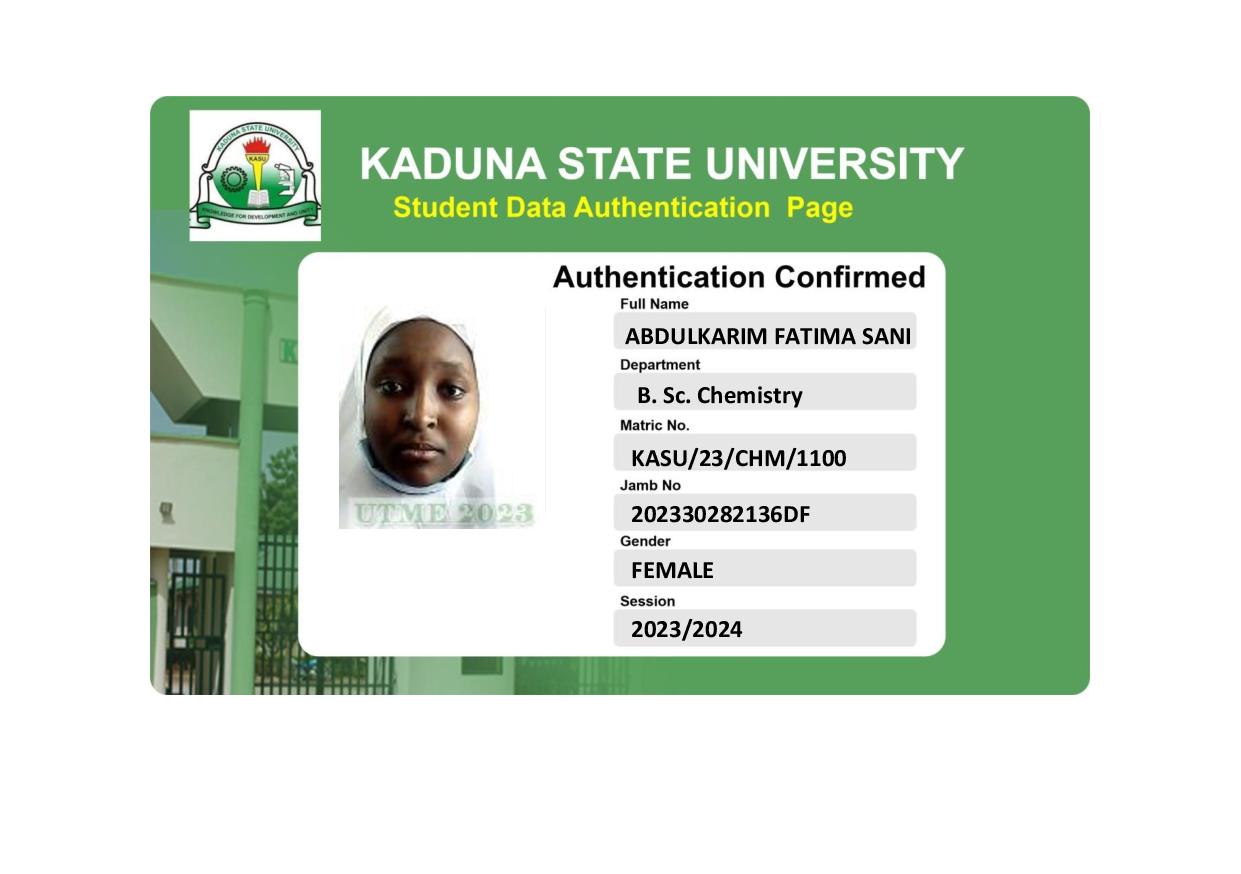 KADUNA STATE UNIVERSITY
KASU
KNOWLEDGE FOR DEVELOPMENT AND UNITY
KADUNA STATE UNIVERSITY
Student Data Authentication Page
Authentication Confirmed
Full Name
ABDULKARIM FATIMA SANI
Department
B. Sc. Chemistry
Matric No.
KASU/23/CHM/1100
Jamb No
202330282136DF
Gender
FEMALE
Session
2023/2024
UTME 2023
K